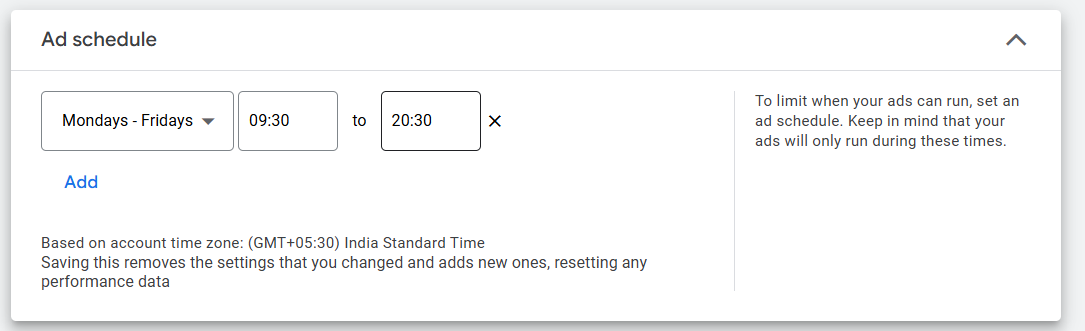 Ad schedule
Mondays - Fridays 09:30 to 20:30
To limit when your ads can run, set an
ad schedule. Keep in mind that your
ads will only run during these times.
Add
Based on account time zone: (GMT+05:30) India Standard Time
Saving this removes the settings that you changed and adds new ones, resetting any
performance data